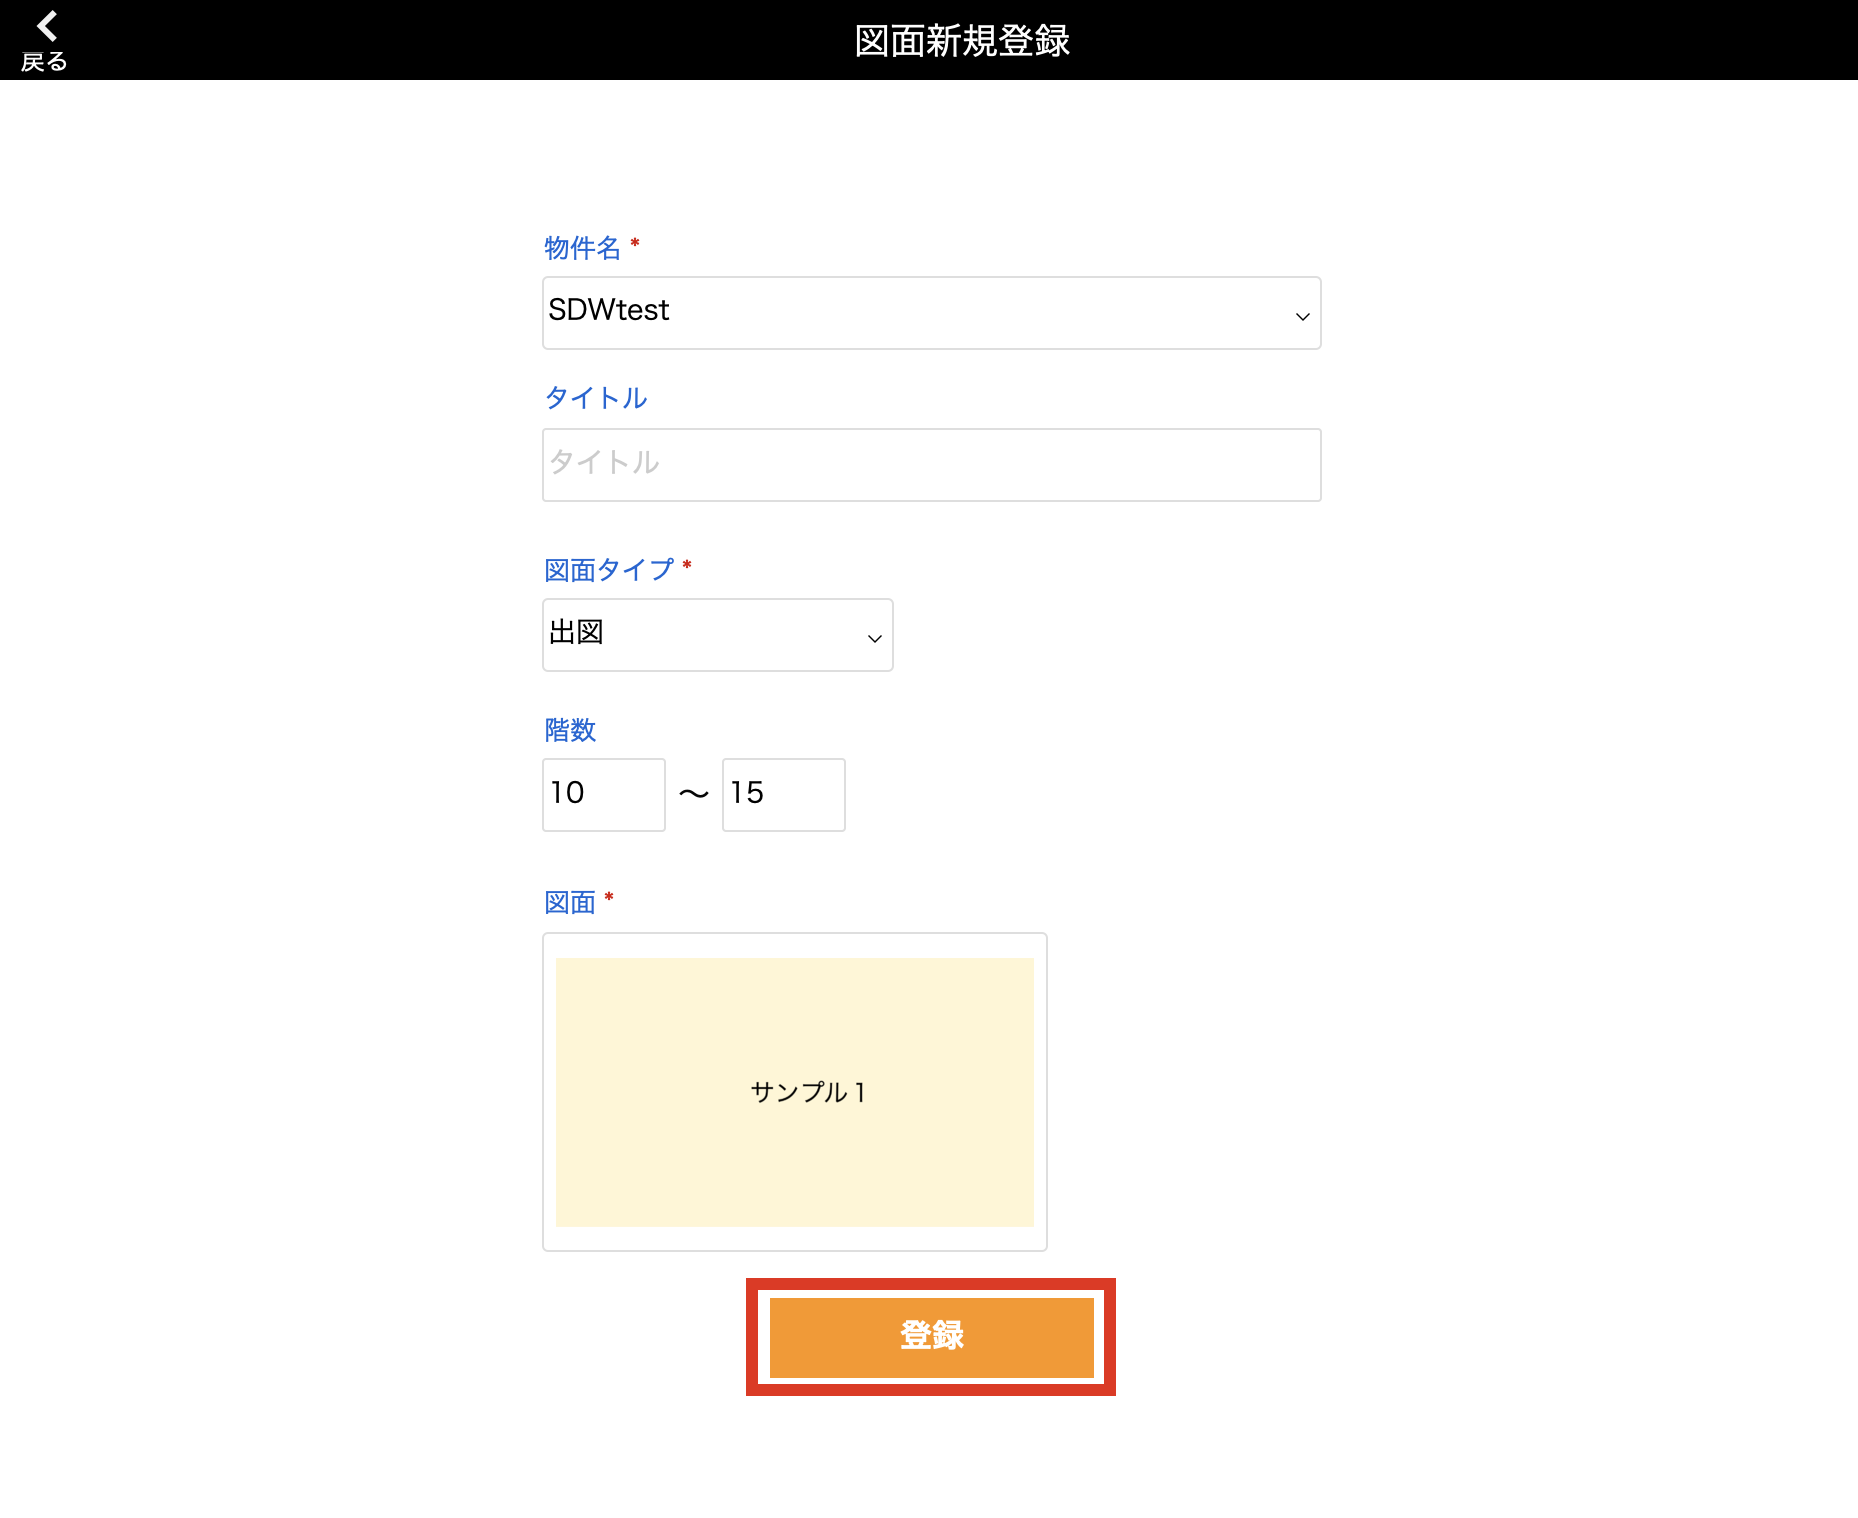 戻る
図面新規登録
物件名 *
SDWtest
タイトル
タイトル
図面タイプ *
出図
階数
10 〜 15
図面 *
サンプル1
登録